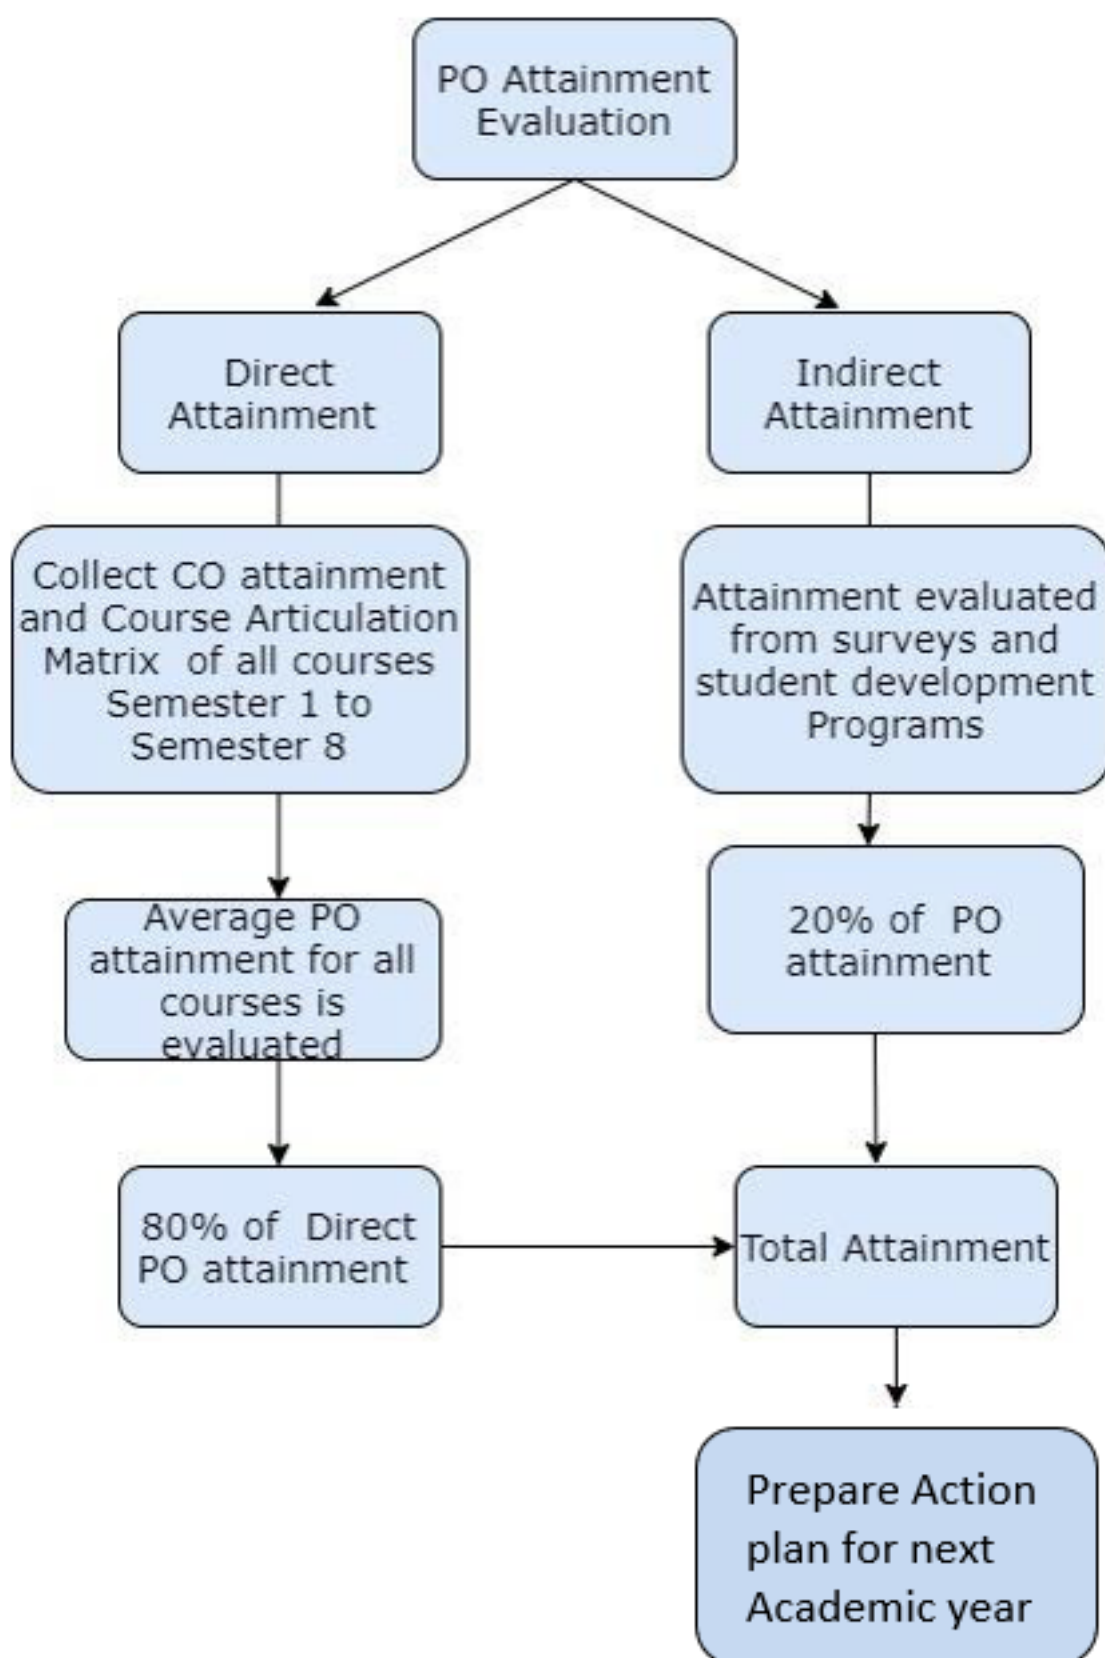 PO Attainment
Evaluation
Direct
Attainment
Indirect
Attainment
Collect CO attainment
and Course Articulation
Matrix of all courses
Semester 1 to
Semester 8
Attainment evaluated
from surveys and
student development
Programs
Average PO
attainment for all
courses is
evaluated
20% of PO
attainment
80% of Direct
PO attainment
Total Attainment
Prepare Action
plan for next
Academic year